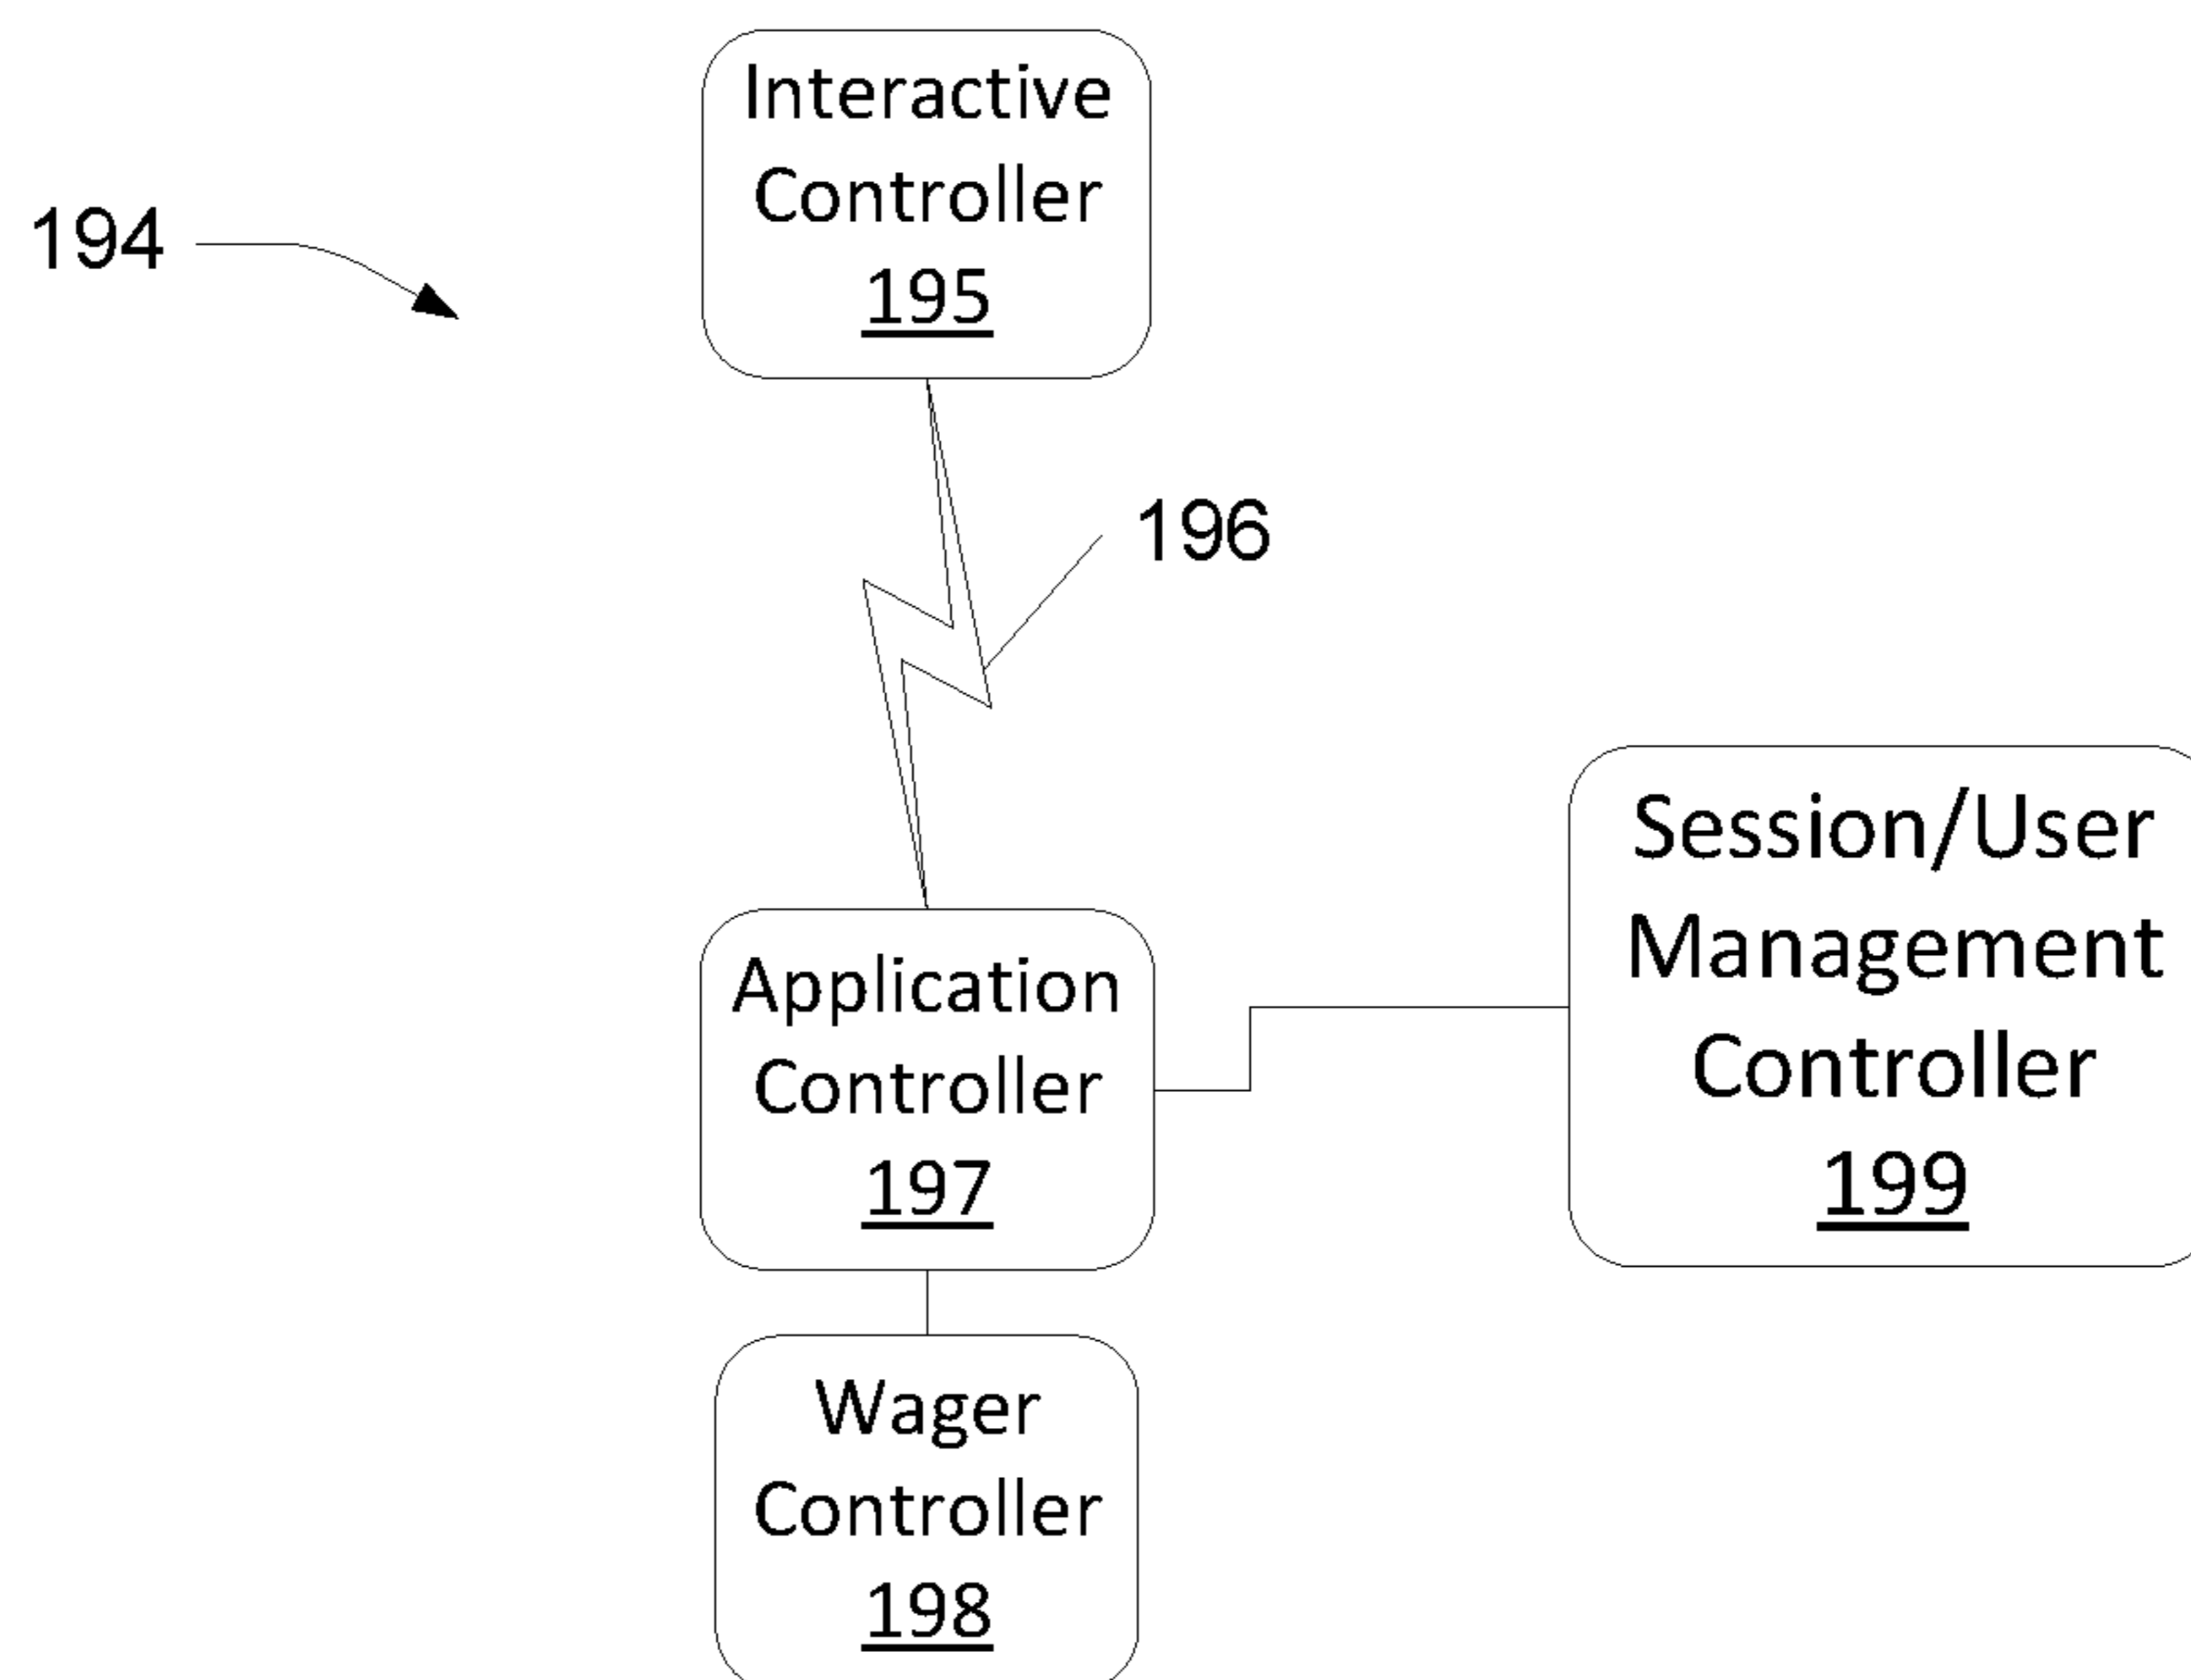 Interactive
Controller
195
194
196
Application
Controller
197
Session/User
Management
Controller
199
Wager
Controller
198